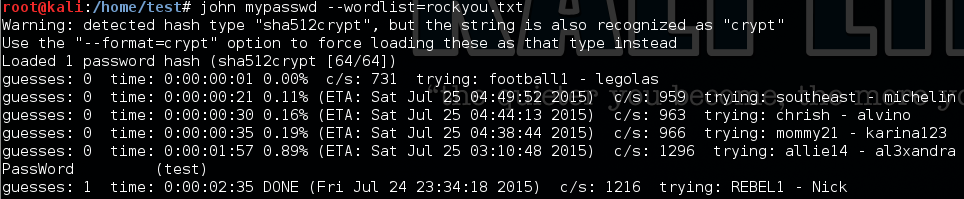 root@kali:/home/test# john mypasswd --wordlist=rockyou.txt
Warning: detected hash type "sha512crypt", but the string is also recognized as "crypt"
Use the "--format=crypt" option to force loading these as that type instead
Loaded 1 password hash (sha512crypt [64/64])
guesses: 0  time: 0:00:00:01 0.00%  c/s: 731  trying: football1 - legolas
guesses: 0  time: 0:00:00:21 0.11% (ETA: Sat Jul 25 04:49:52 2015)  c/s: 959  trying: southeast - michelin
guesses: 0  time: 0:00:00:30 0.16% (ETA: Sat Jul 25 04:44:13 2015)  c/s: 963  trying: chrish - alvino
guesses: 0  time: 0:00:00:35 0.19% (ETA: Sat Jul 25 04:38:44 2015)  c/s: 966  trying: mommy21 - karina123
guesses: 0  time: 0:00:01:57 0.89% (ETA: Sat Jul 25 03:10:48 2015)  c/s: 1296  trying: allie14 - al3xandra
PassWord         (test)
guesses: 1  time: 0:00:02:35 DONE (Fri Jul 24 23:34:18 2015)  c/s: 1216  trying: REBEL1 - Nick